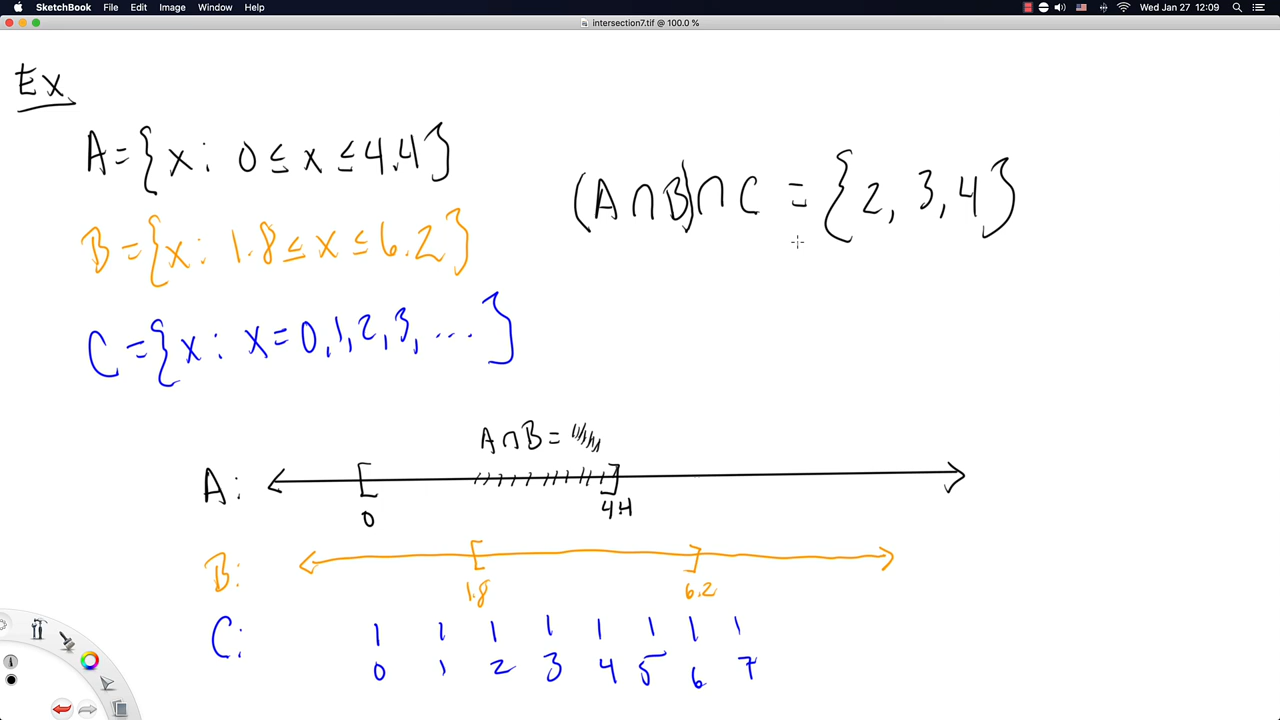 SketchBook File Edit Image Window Help Wed Jan 27 12:09
intersection7.tif @ 100.0 %
Ex
A={x: 0≤x≤4.4}
(A∩B)∩C = {2, 3, 4}
B={x: 1.8≤x≤6.2}
C={x: x=0,1,2,3, ...}
A∩B =
A:
0 4.4
B:
1.8 6.2
C:
0 1 2 3 4 5 6 7